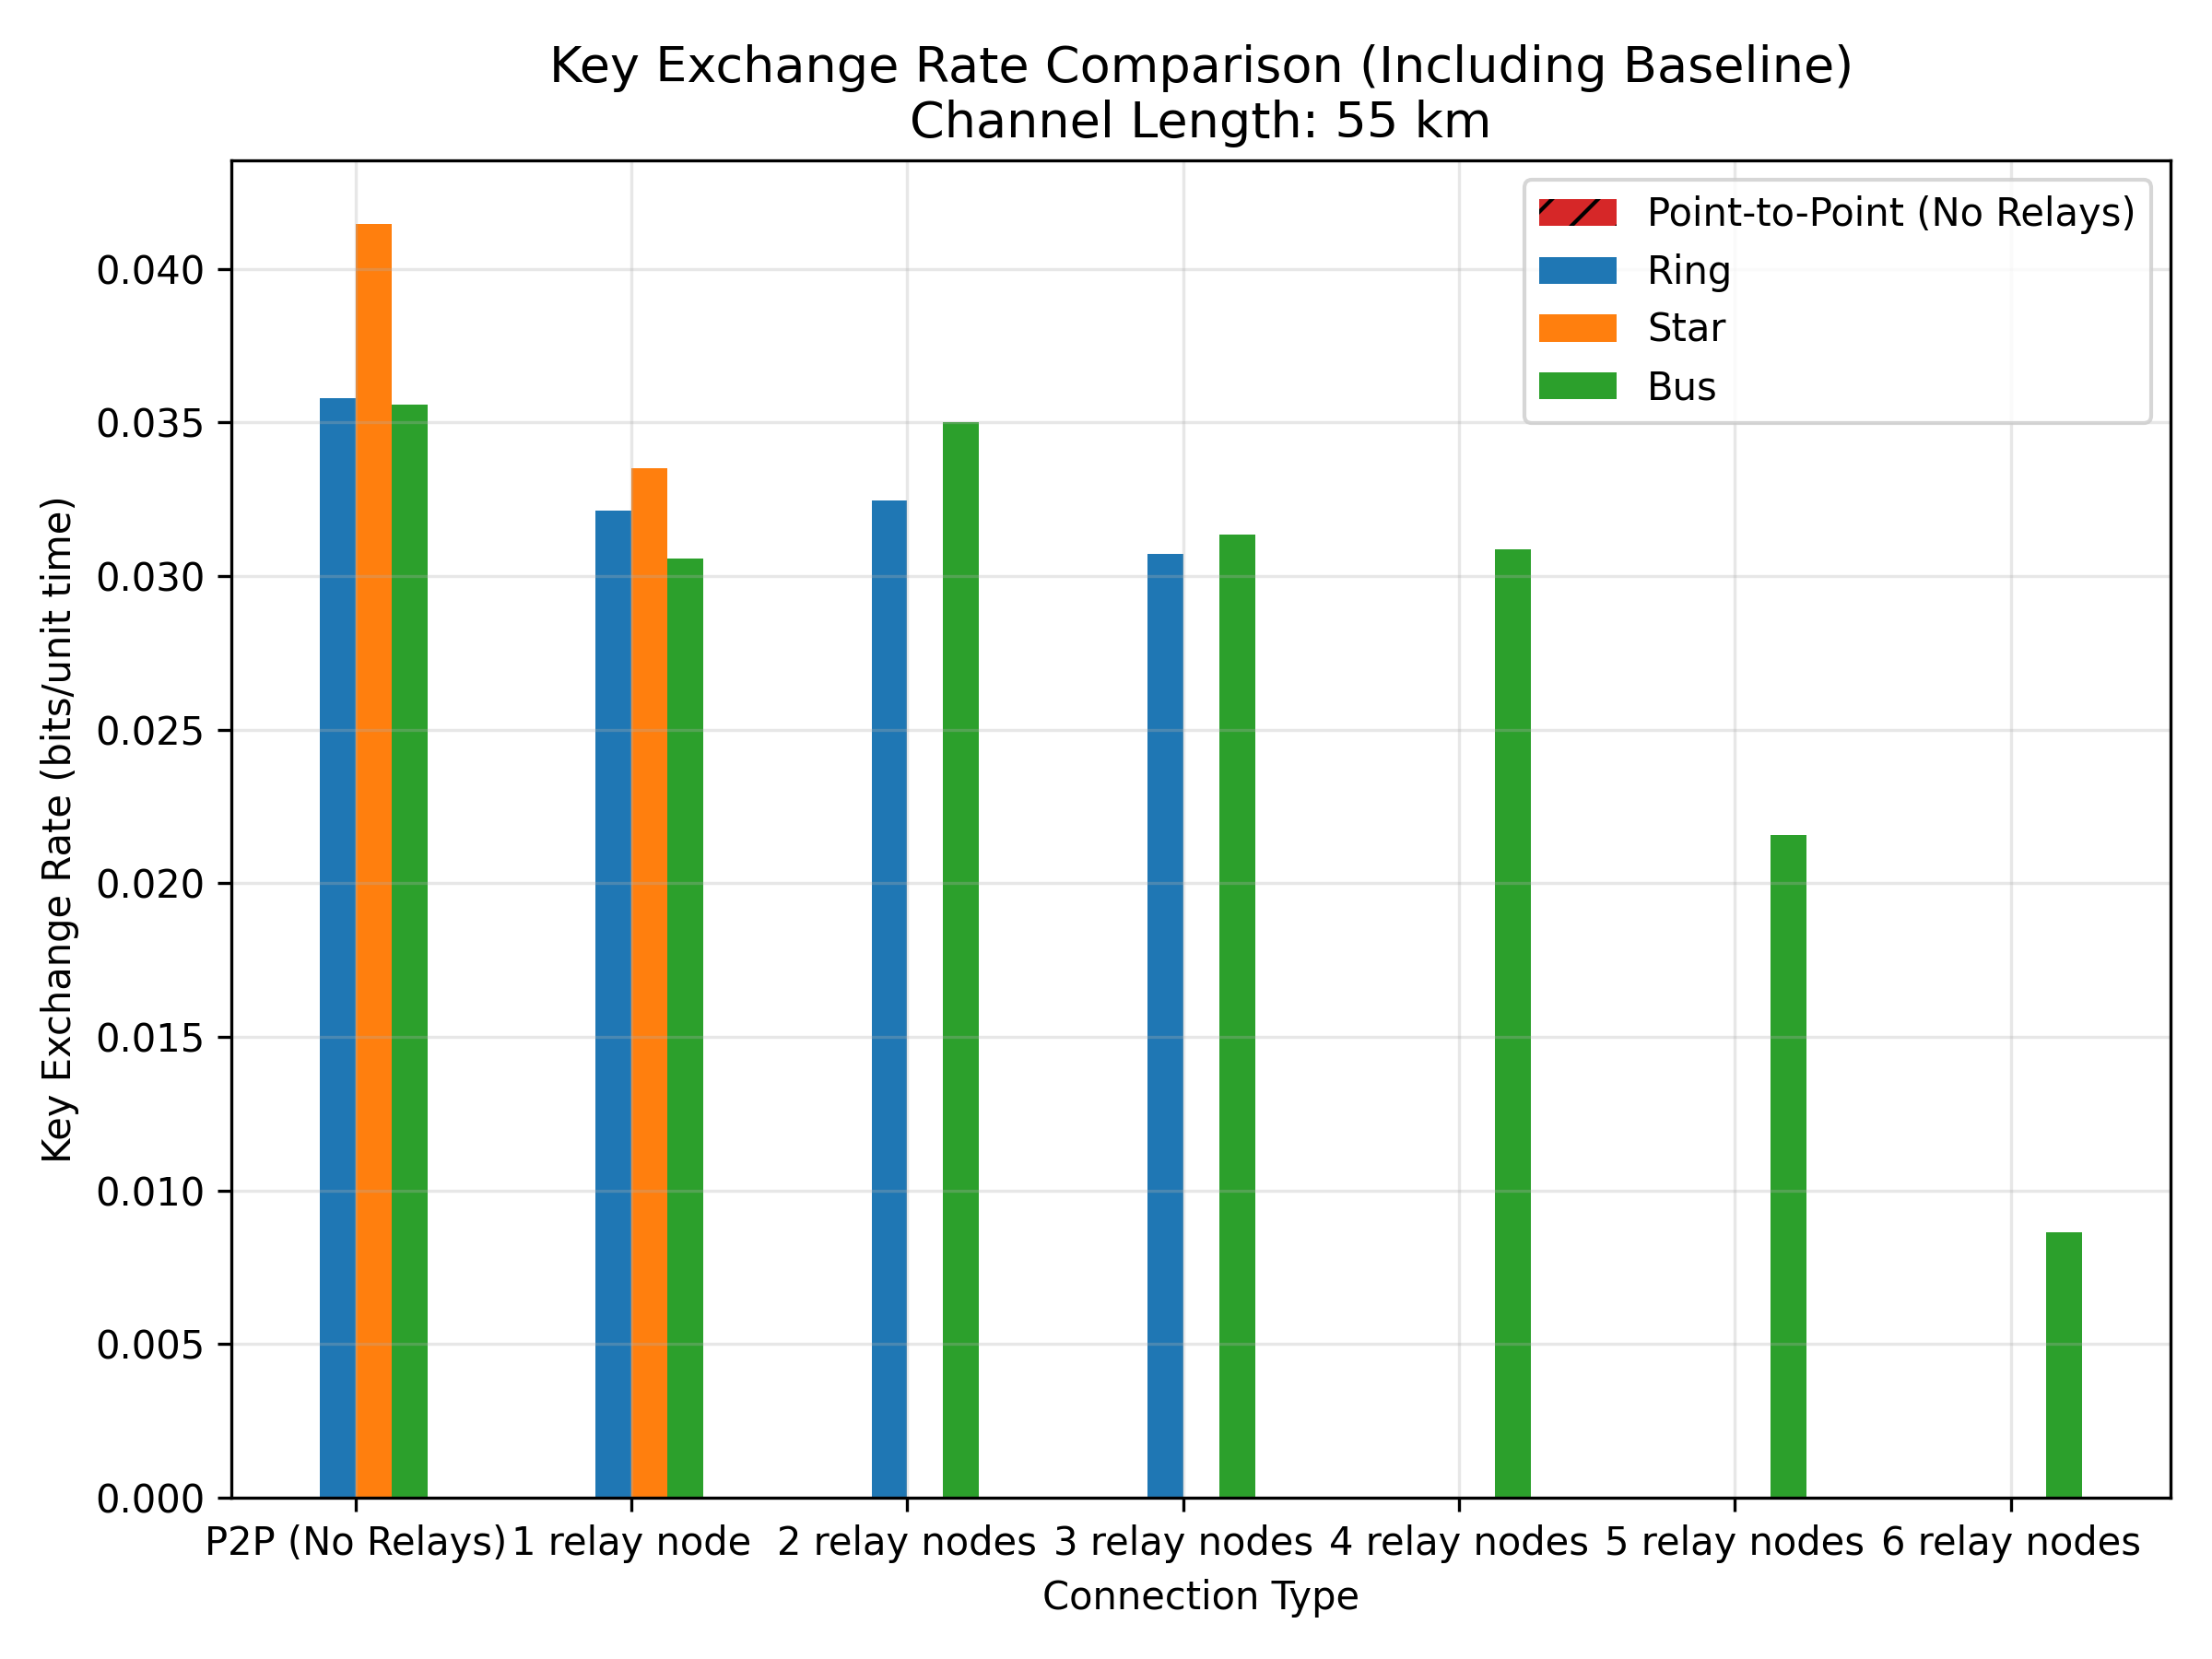 Key Exchange Rate Comparison (Including Baseline)
Channel Length: 55 km
Point-to-Point (No Relays)
Ring
Star
Bus
Key Exchange Rate (bits/unit time)
0.040
0.035
0.030
0.025
0.020
0.015
0.010
0.005
0.000
P2P (No Relays) 1 relay node 2 relay nodes 3 relay nodes 4 relay nodes 5 relay nodes 6 relay nodes
Connection Type